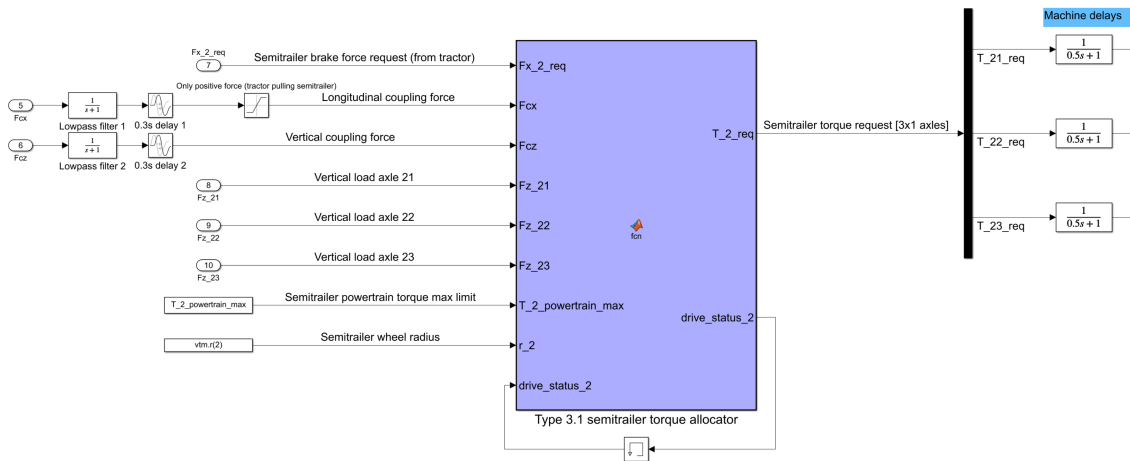 Machine delays
Fx_2_req
7
Semitrailer brake force request (from tractor)
Fx_2_req
T_21_req
1
0.5s + 1
Only positive force (tractor pulling semitrailer)
5
Fcx
1
s + 1
Lowpass filter 1
0.3s delay 1
Longitudinal coupling force
Fcx
6
Fcz
1
s + 1
Lowpass filter 2
0.3s delay 2
Vertical coupling force
Fcz
T_2_req
Semitrailer torque request [3x1 axles]
T_22_req
1
0.5s + 1
8
Fz_21
Vertical load axle 21
Fz_21
9
Fz_22
Vertical load axle 22
Fz_22
fcn
T_23_req
1
0.5s + 1
10
Fz_23
Vertical load axle 23
Fz_23
T_2_powertrain_max
Semitrailer powertrain torque max limit
T_2_powertrain_max
drive_status_2
vtm.r(2)
Semitrailer wheel radius
r_2
drive_status_2
Type 3.1 semitrailer torque allocator